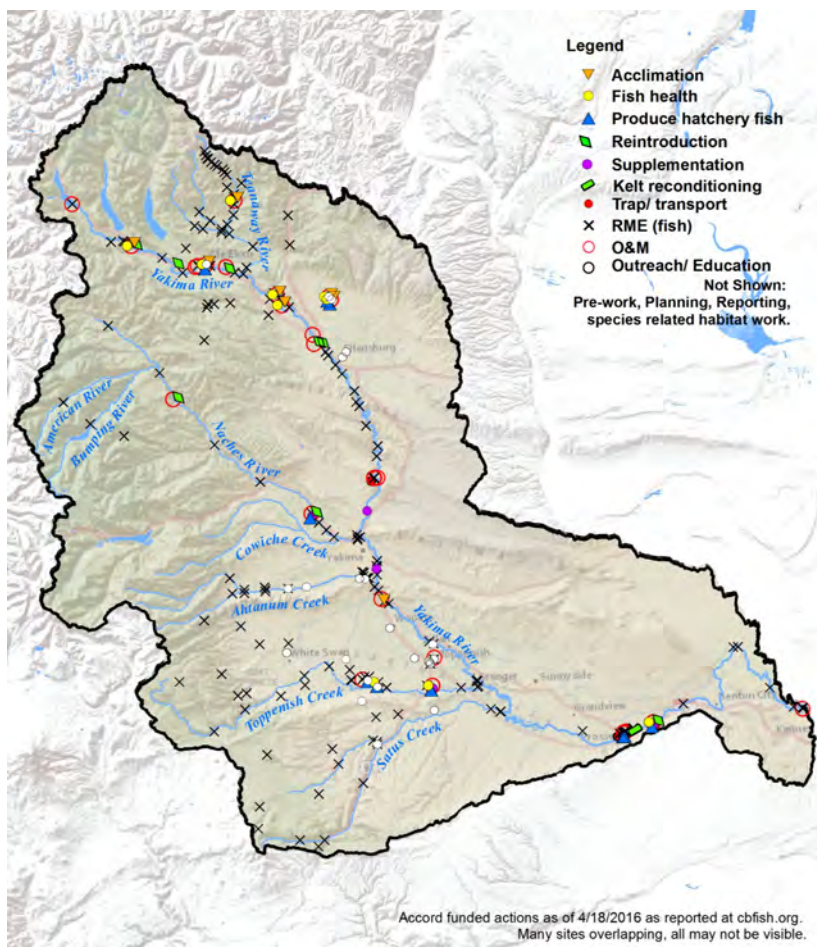 Legend
Acclimation
Fish health
Produce hatchery fish
Reintroduction
Supplementation
Kelt reconditioning
Trap/ transport
RME (fish)
O&M
Outreach/ Education
Not Shown:
Pre-work, Planning, Reporting,
species related habitat work.
Yakima River
American River
Bumping River
Naches River
Cowiche Creek
Yakima
Ahtanum Creek
Yakima River
White Swan
Sunnyside
Toppenish Creek
Grandview
Satus Creek
Accord funded actions as of 4/18/2016 as reported at cbfish.org.
Many sites overlapping, all may not be visible.